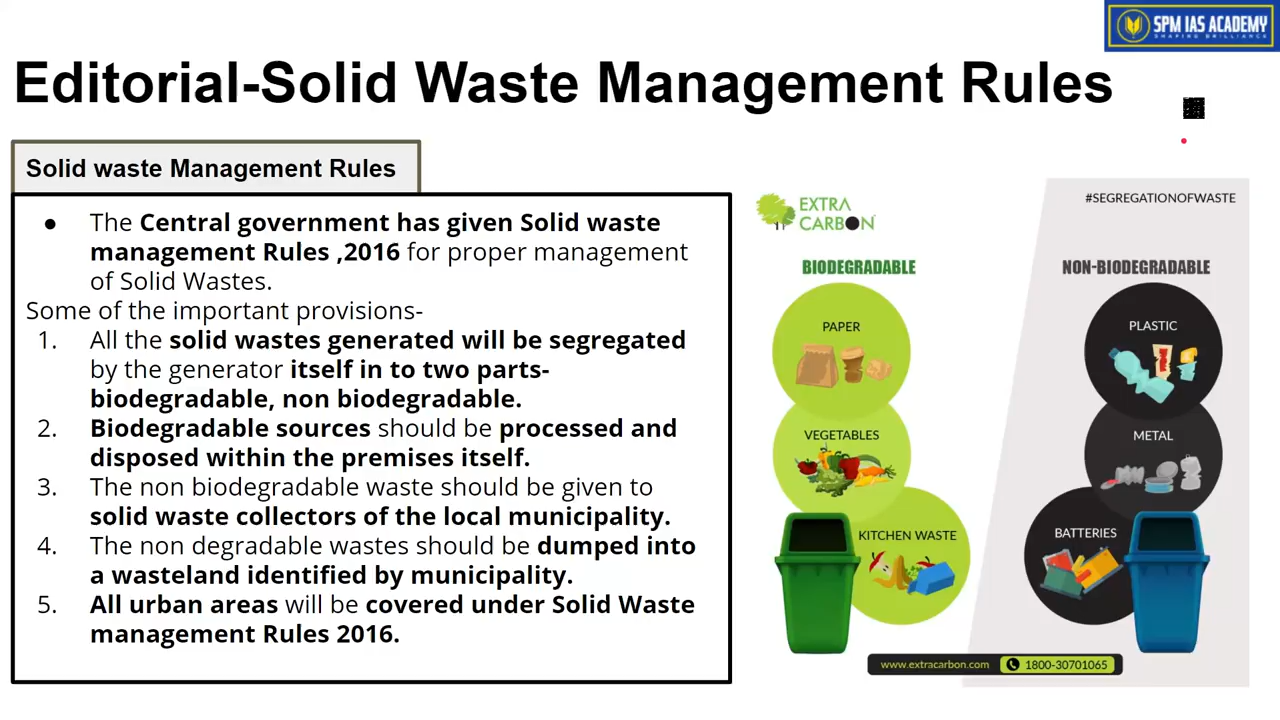 SPM IAS ACADEMY
SHAPING BRILLIANCE
Editorial-Solid Waste Management Rules
Solid waste Management Rules
● The Central government has given Solid waste
management Rules ,2016 for proper management
of Solid Wastes.
Some of the important provisions-
1. All the solid wastes generated will be segregated
by the generator itself in to two parts-
biodegradable, non biodegradable.
2. Biodegradable sources should be processed and
disposed within the premises itself.
3. The non biodegradable waste should be given to
solid waste collectors of the local municipality.
4. The non degradable wastes should be dumped into
a wasteland identified by municipality.
5. All urban areas will be covered under Solid Waste
management Rules 2016.
EXTRA
CARBON
BIODEGRADABLE
PAPER
VEGETABLES
KITCHEN WASTE
#SEGREGATIONOFWASTE
NON-BIODEGRADABLE
PLASTIC
METAL
BATTERIES
www.extracarbon.com 1800-30701065